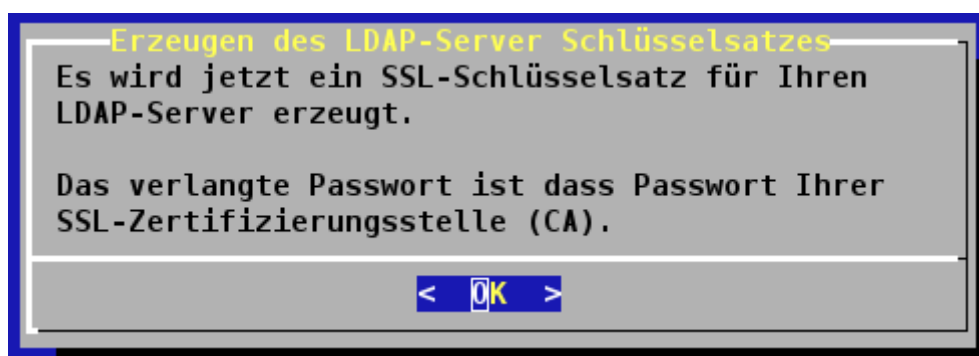 Erzeugen des LDAP-Server Schlüsselsatzes
Es wird jetzt ein SSL-Schlüsselsatz für Ihren
LDAP-Server erzeugt.
Das verlangte Passwort ist dass Passwort Ihrer
SSL-Zertifizierungsstelle (CA).
< OK >